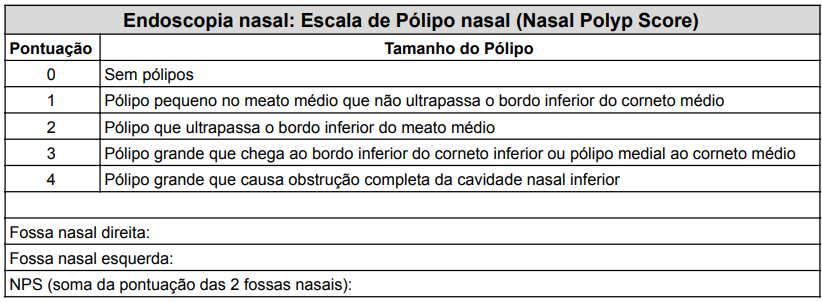 Endoscopia nasal: Escala de Pólipo nasal (Nasal Polyp Score)
Pontuação Tamanho do Pólipo
0 Sem pólipos
1 Pólipo pequeno no meato médio que não ultrapassa o bordo inferior do corneto médio
2 Pólipo que ultrapassa o bordo inferior do meato médio
3 Pólipo grande que chega ao bordo inferior do corneto inferior ou pólipo medial ao corneto médio
4 Pólipo grande que causa obstrução completa da cavidade nasal inferior
Fossa nasal direita:
Fossa nasal esquerda:
NPS (soma da pontuação das 2 fossas nasais):